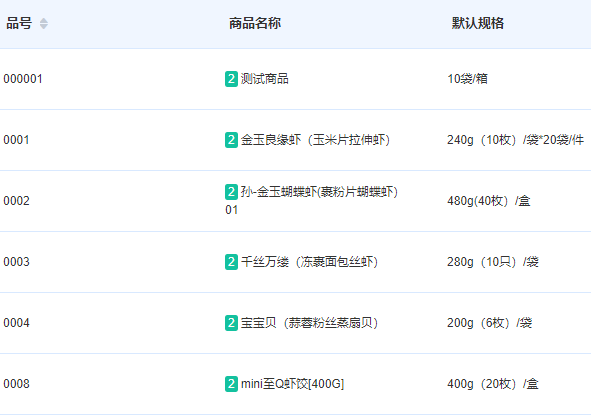 品号 商品名称 默认规格
000001 2 测试商品 10袋/箱
0001 2 金玉良缘虾（玉米片拉伸虾） 240g（10枚）/袋*20袋/件
0002 2 孙-金玉蝴蝶虾(裹粉片蝴蝶虾) 480g(40枚）/盒
01
0003 2 千丝万缕（冻裹面包丝虾） 280g（10只）/袋
0004 2 宝宝贝（蒜蓉粉丝蒸扇贝） 200g（6枚）/袋
0008 2 mini至Q虾饺[400G] 400g（20枚）/盒